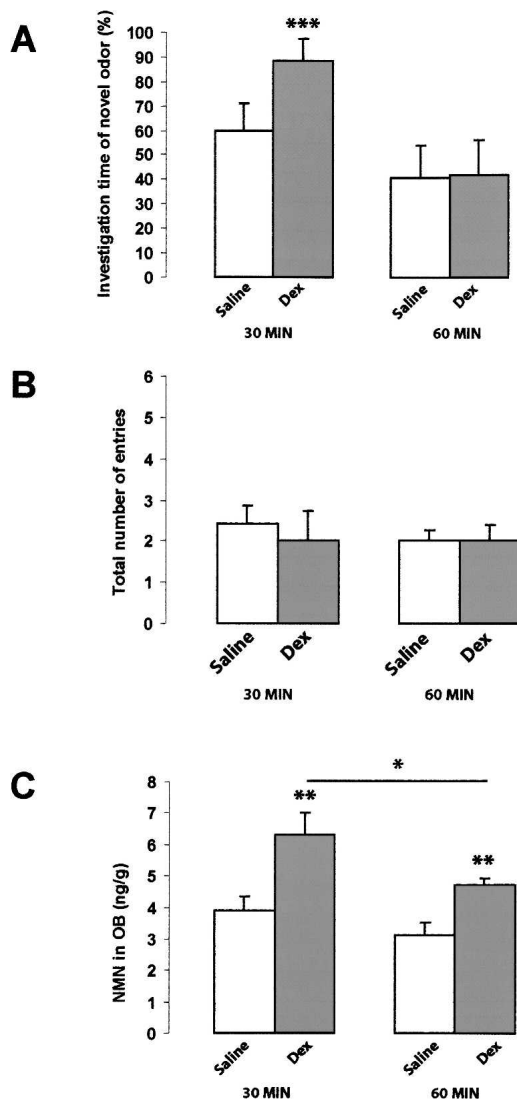 A
Investigation time of novel odor (%)
100
90
80
70
60
50
40
30
20
10
0
***
Saline
Dex
Saline
Dex
30 MIN
60 MIN
B
Total number of entries
6
5
4
3
2
1
0
Saline
Dex
Saline
Dex
30 MIN
60 MIN
C
NMN in OB (ng/g)
8
7
6
5
4
3
2
1
0
*
**
**
Saline
Dex
Saline
Dex
30 MIN
60 MIN